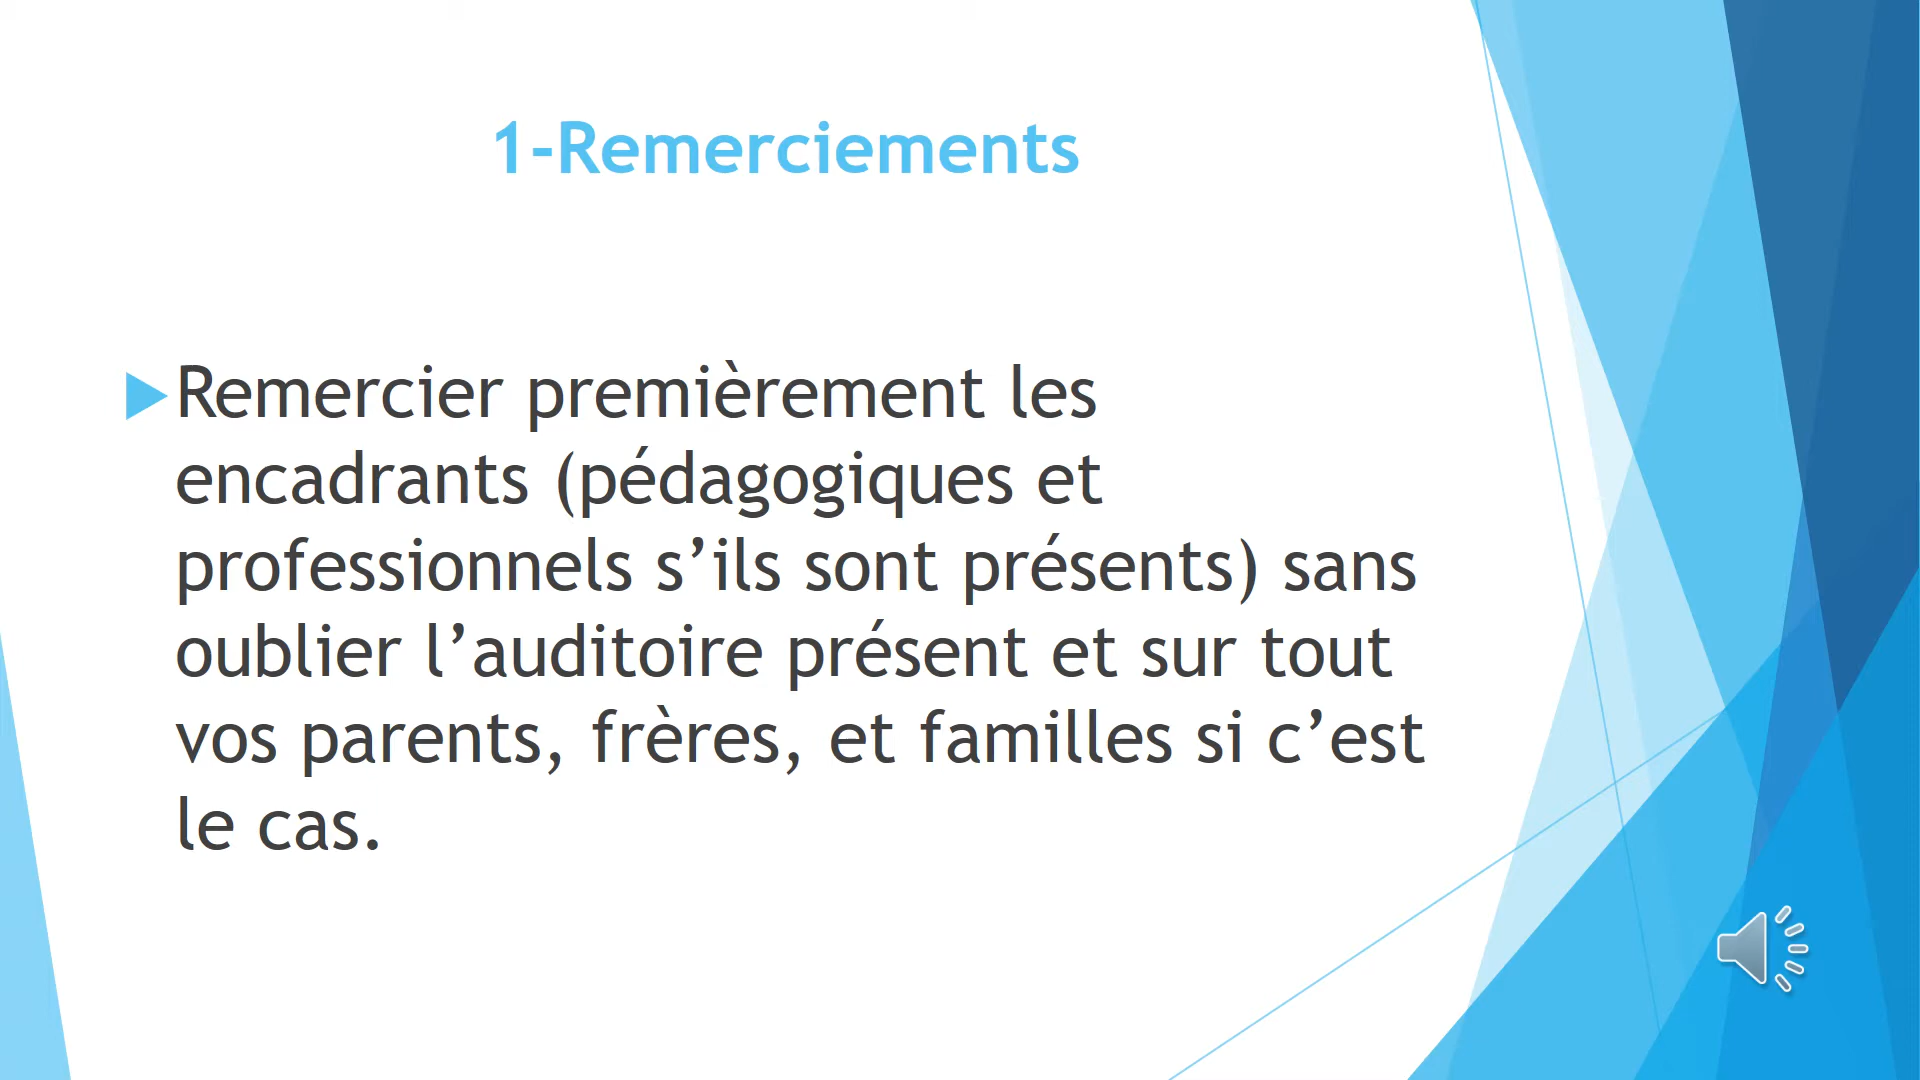 1-Remerciements
Remercier premièrement les
encadrants (pédagogiques et
professionnels s’ils sont présents) sans
oublier l’auditoire présent et sur tout
vos parents, frères, et familles si c’est
le cas.